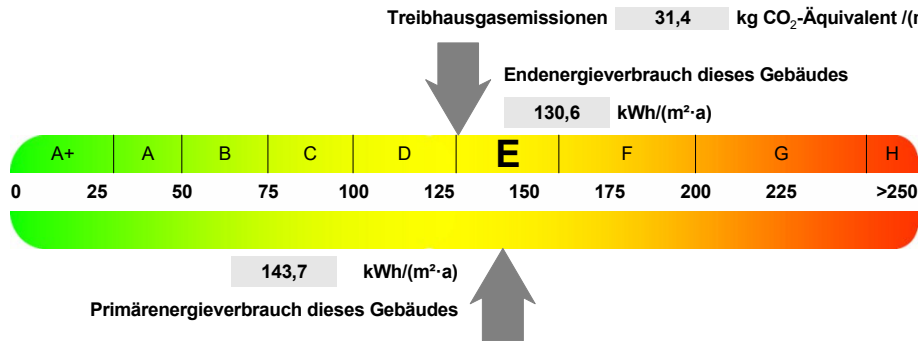 Treibhausgasemissionen 31,4 kg CO₂-Äquivalent /(
Endenergieverbrauch dieses Gebäudes
130,6 kWh/(m²·a)
A+ A B C D E F G H
0 25 50 75 100 125 150 175 200 225 >250
143,7 kWh/(m²·a)
Primärenergieverbrauch dieses Gebäudes